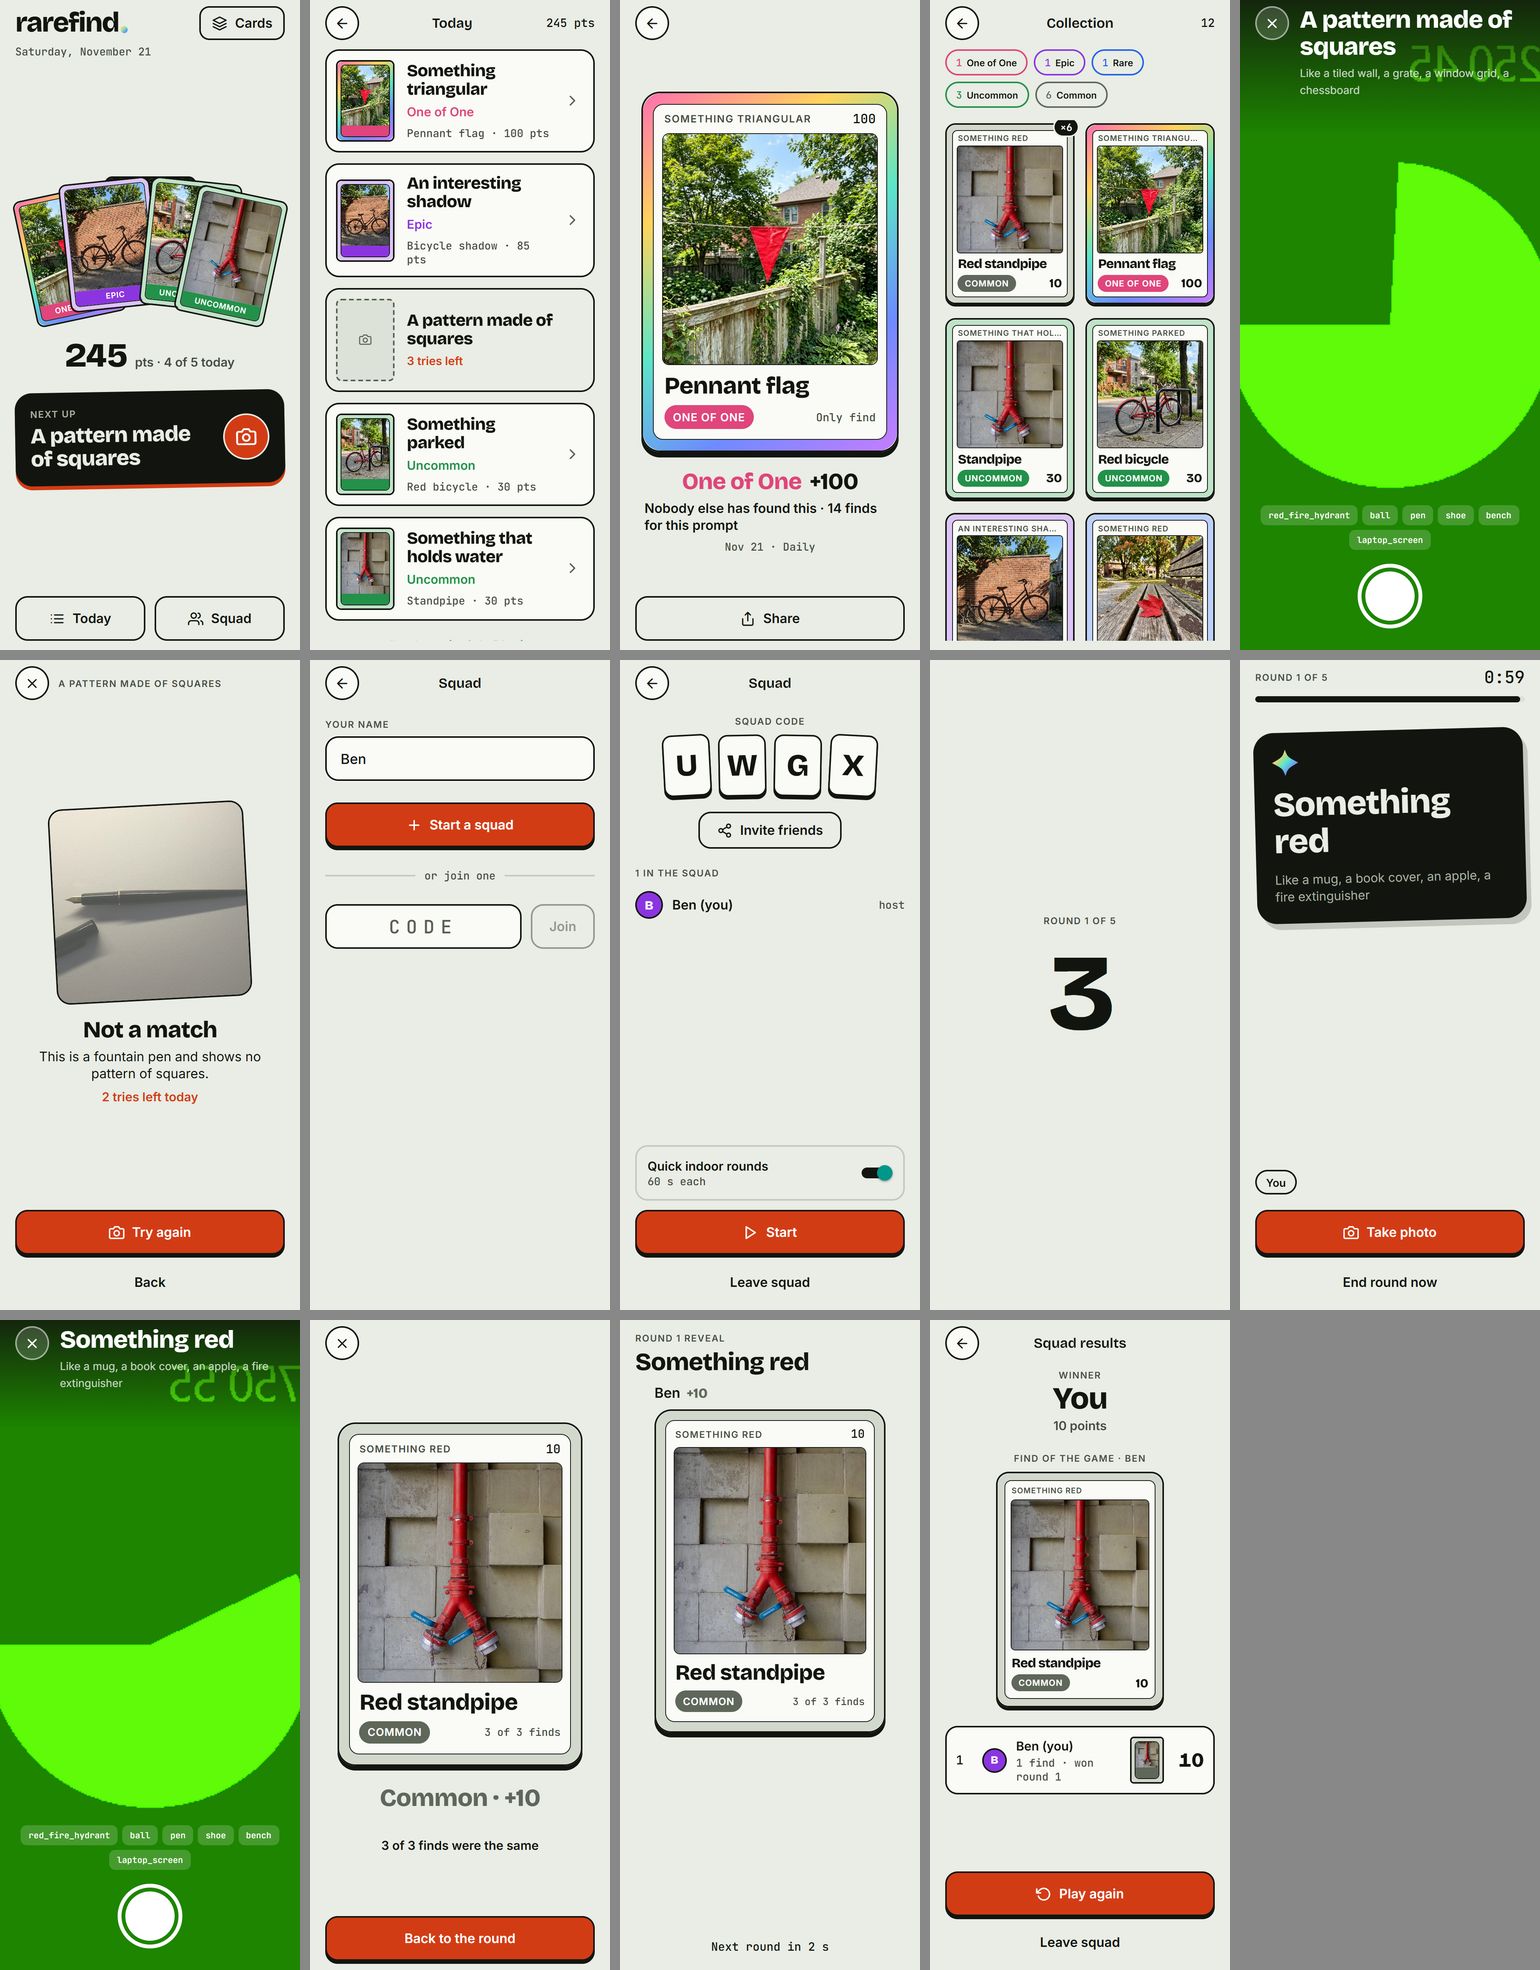 rarefind.
Cards
Saturday, November 21
EPIC
UNCOMMON
245 pts · 4 of 5 today
NEXT UP
A pattern made
of squares
Today
Squad
Today
245 pts
Something
triangular
One of One
Pennant flag · 100 pts
An interesting
shadow
Epic
Bicycle shadow · 85
pts
A pattern made of
squares
3 tries left
Something
parked
Uncommon
Red bicycle · 30 pts
Something that
holds water
Uncommon
Standpipe · 30 pts
SOMETHING TRIANGULAR 100
Pennant flag
ONE OF ONE
Only find
One of One +100
Nobody else has found this · 14 finds
for this prompt
Nov 21 · Daily
Share
Collection
12
1 One of One
1 Epic
1 Rare
3 Uncommon
6 Common
×6
SOMETHING RED
Red standpipe
COMMON 10
SOMETHING TRIANGU...
Pennant flag
ONE OF ONE 100
SOMETHING THAT HOL...
Standpipe
UNCOMMON 30
SOMETHING PARKED
Red bicycle
UNCOMMON 30
AN INTERESTING SHA...
SOMETHING RED
A pattern made of
squares
Like a tiled wall, a grate, a window grid, a
chessboard
250 45
red_fire_hydrant ball pen shoe bench
laptop_screen
A PATTERN MADE OF SQUARES
Not a match
This is a fountain pen and shows no
pattern of squares.
2 tries left today
Try again
Back
Squad
YOUR NAME
Ben
Start a squad
or join one
CODE
Join
Squad
SQUAD CODE
U W G X
Invite friends
1 IN THE SQUAD
B Ben (you) host
Quick indoor rounds
60 s each
Start
Leave squad
ROUND 1 OF 5
3
ROUND 1 OF 5
0:59
Something
red
Like a mug, a book cover, an apple, a
fire extinguisher
You
Take photo
End round now
Something red
Like a mug, a book cover, an apple, a fire
extinguisher
750 55
red_fire_hydrant ball pen shoe bench
laptop_screen
SOMETHING RED 10
Red standpipe
COMMON
3 of 3 finds
Common · +10
3 of 3 finds were the same
Back to the round
ROUND 1 REVEAL
Something red
Ben +10
SOMETHING RED 10
Red standpipe
COMMON
3 of 3 finds
Next round in 2 s
Squad results
WINNER
You
10 points
FIND OF THE GAME · BEN
SOMETHING RED
Red standpipe
COMMON 10
1
B
Ben (you)
1 find · won
round 1
10
Play again
Leave squad